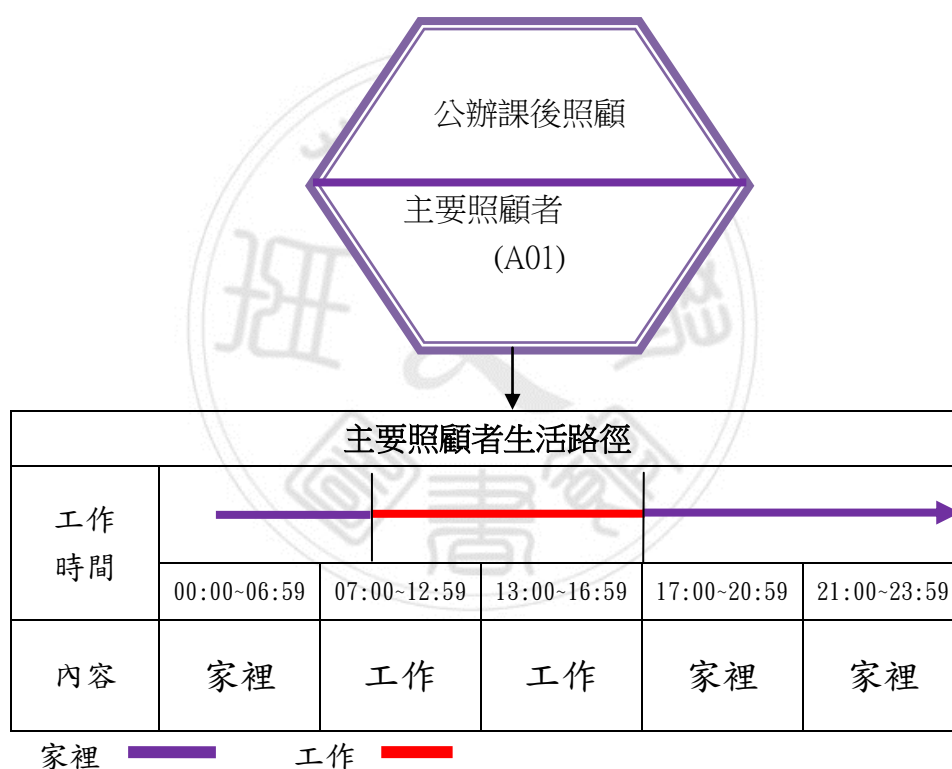 公辦課後照顧
主要照顧者
(A01)
主要照顧者生活路徑
工作
時間
00:00~06:59 07:00~12:59 13:00~16:59 17:00~20:59 21:00~23:59
內容 家裡 工作 工作 家裡 家裡
家裡 工作